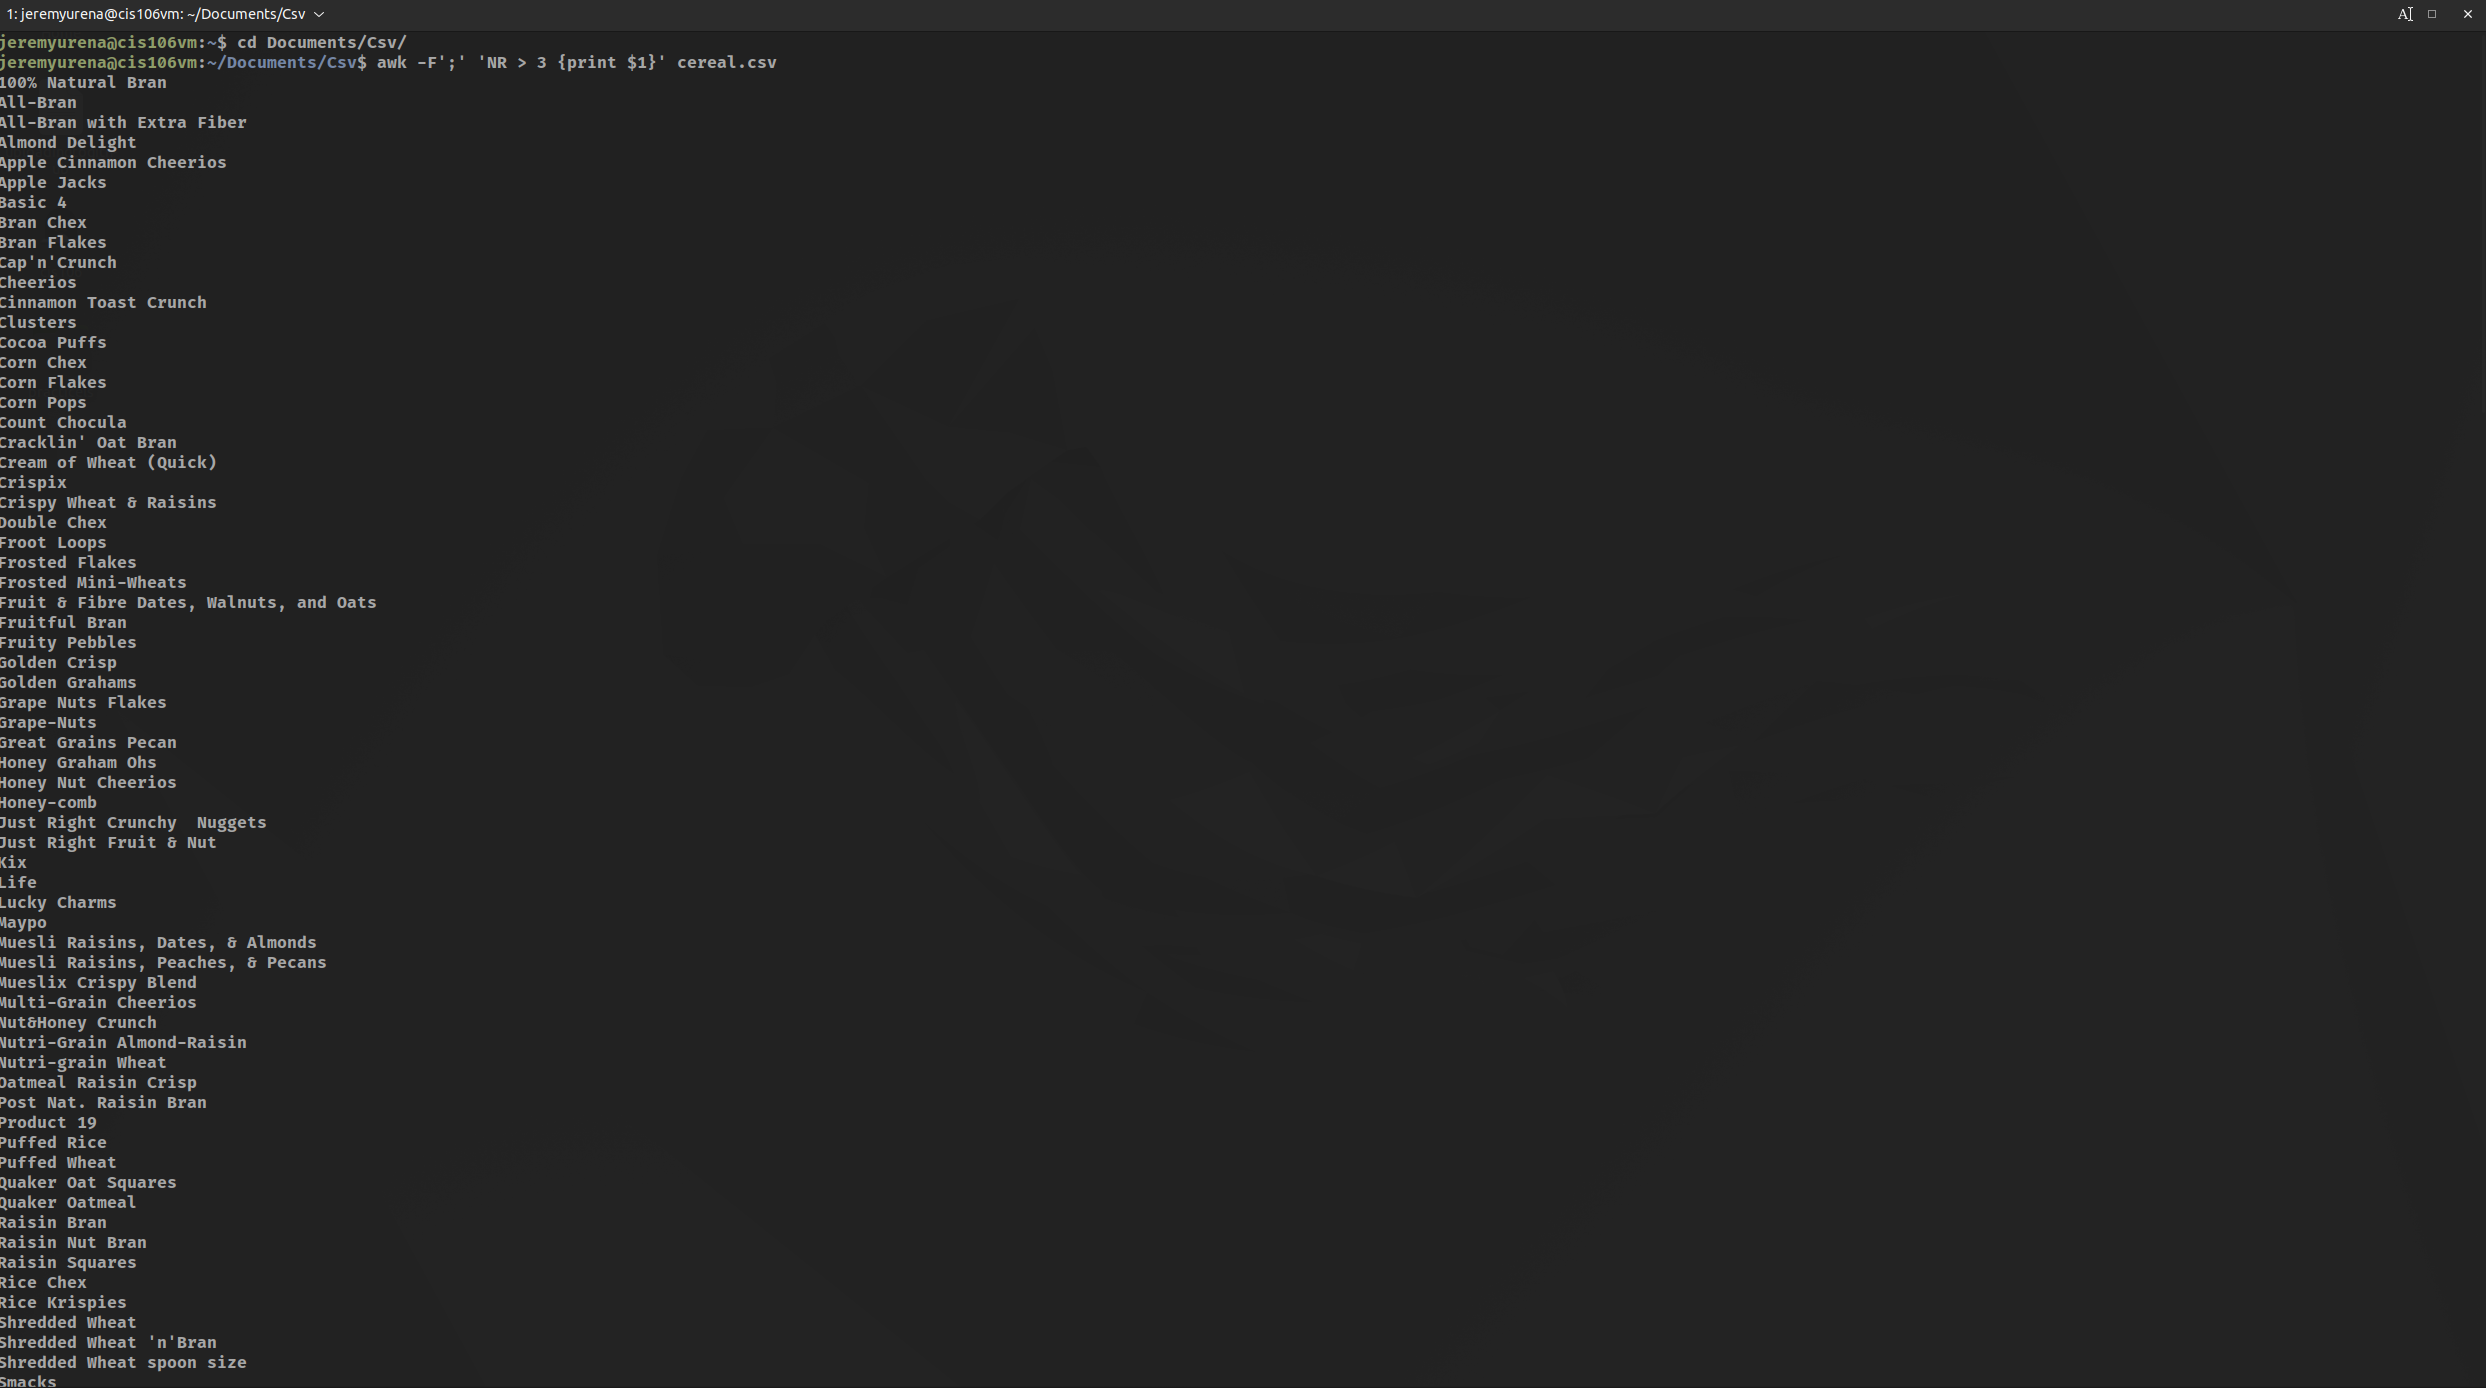 1: jeremyurena@cis106vm: ~/Documents/Csv
jeremyurena@cis106vm:~$ cd Documents/Csv/
jeremyurena@cis106vm:~/Documents/Csv$ awk -F';' 'NR > 3 {print $1}' cereal.csv
100% Natural Bran
All-Bran
All-Bran with Extra Fiber
Almond Delight
Apple Cinnamon Cheerios
Apple Jacks
Basic 4
Bran Chex
Bran Flakes
Cap'n'Crunch
Cheerios
Cinnamon Toast Crunch
Clusters
Cocoa Puffs
Corn Chex
Corn Flakes
Corn Pops
Count Chocula
Cracklin' Oat Bran
Cream of Wheat (Quick)
Crispix
Crispy Wheat & Raisins
Double Chex
Froot Loops
Frosted Flakes
Frosted Mini-Wheats
Fruit & Fibre Dates, Walnuts, and Oats
Fruitful Bran
Fruity Pebbles
Golden Crisp
Golden Grahams
Grape Nuts Flakes
Grape-Nuts
Great Grains Pecan
Honey Graham Ohs
Honey Nut Cheerios
Honey-comb
Just Right Crunchy  Nuggets
Just Right Fruit & Nut
Kix
Life
Lucky Charms
Maypo
Muesli Raisins, Dates, & Almonds
Muesli Raisins, Peaches, & Pecans
Mueslix Crispy Blend
Multi-Grain Cheerios
Nut&Honey Crunch
Nutri-Grain Almond-Raisin
Nutri-grain Wheat
Oatmeal Raisin Crisp
Post Nat. Raisin Bran
Product 19
Puffed Rice
Puffed Wheat
Quaker Oat Squares
Quaker Oatmeal
Raisin Bran
Raisin Nut Bran
Raisin Squares
Rice Chex
Rice Krispies
Shredded Wheat
Shredded Wheat 'n'Bran
Shredded Wheat spoon size
Smacks